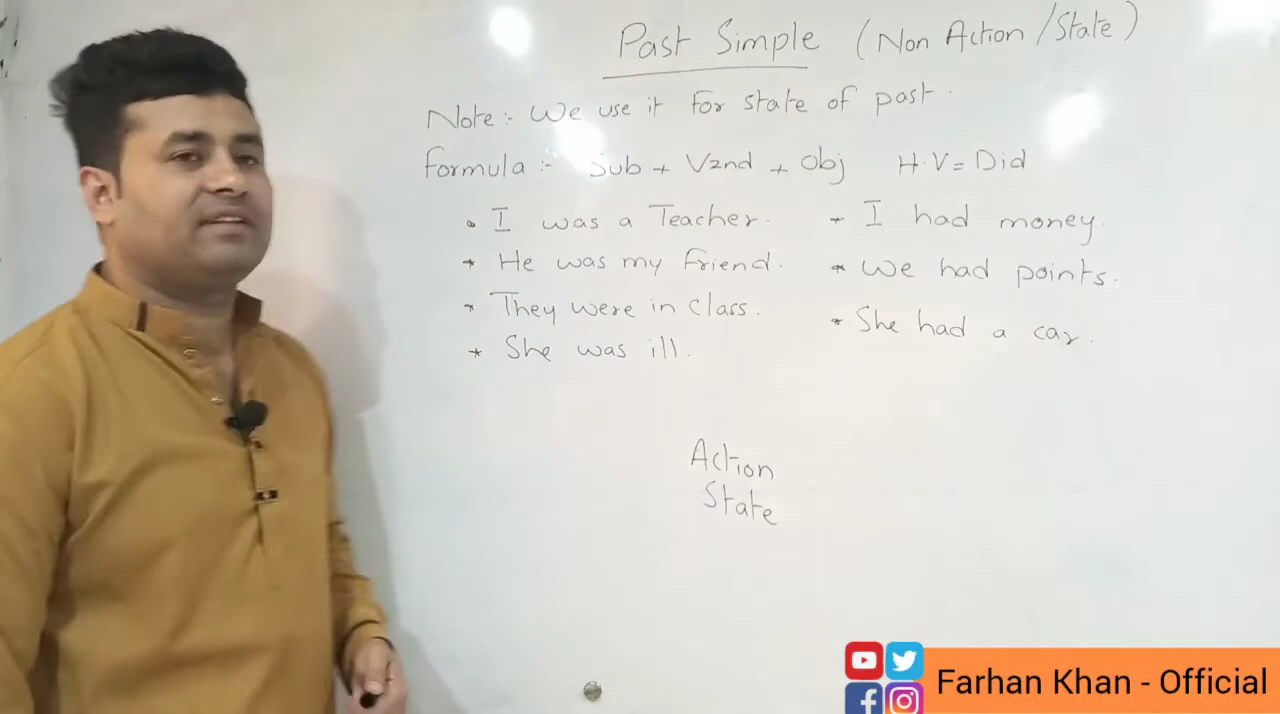 Past Simple (Non Action / State)
Note :- We use it for state of past.
formula :- Sub + V2nd + Obj H.V = Did
• I was a Teacher.
* He was my friend.
* They were in class.
* She was ill.
* I had money.
* We had points.
* She had a car.
Action
State
Farhan Khan - Official